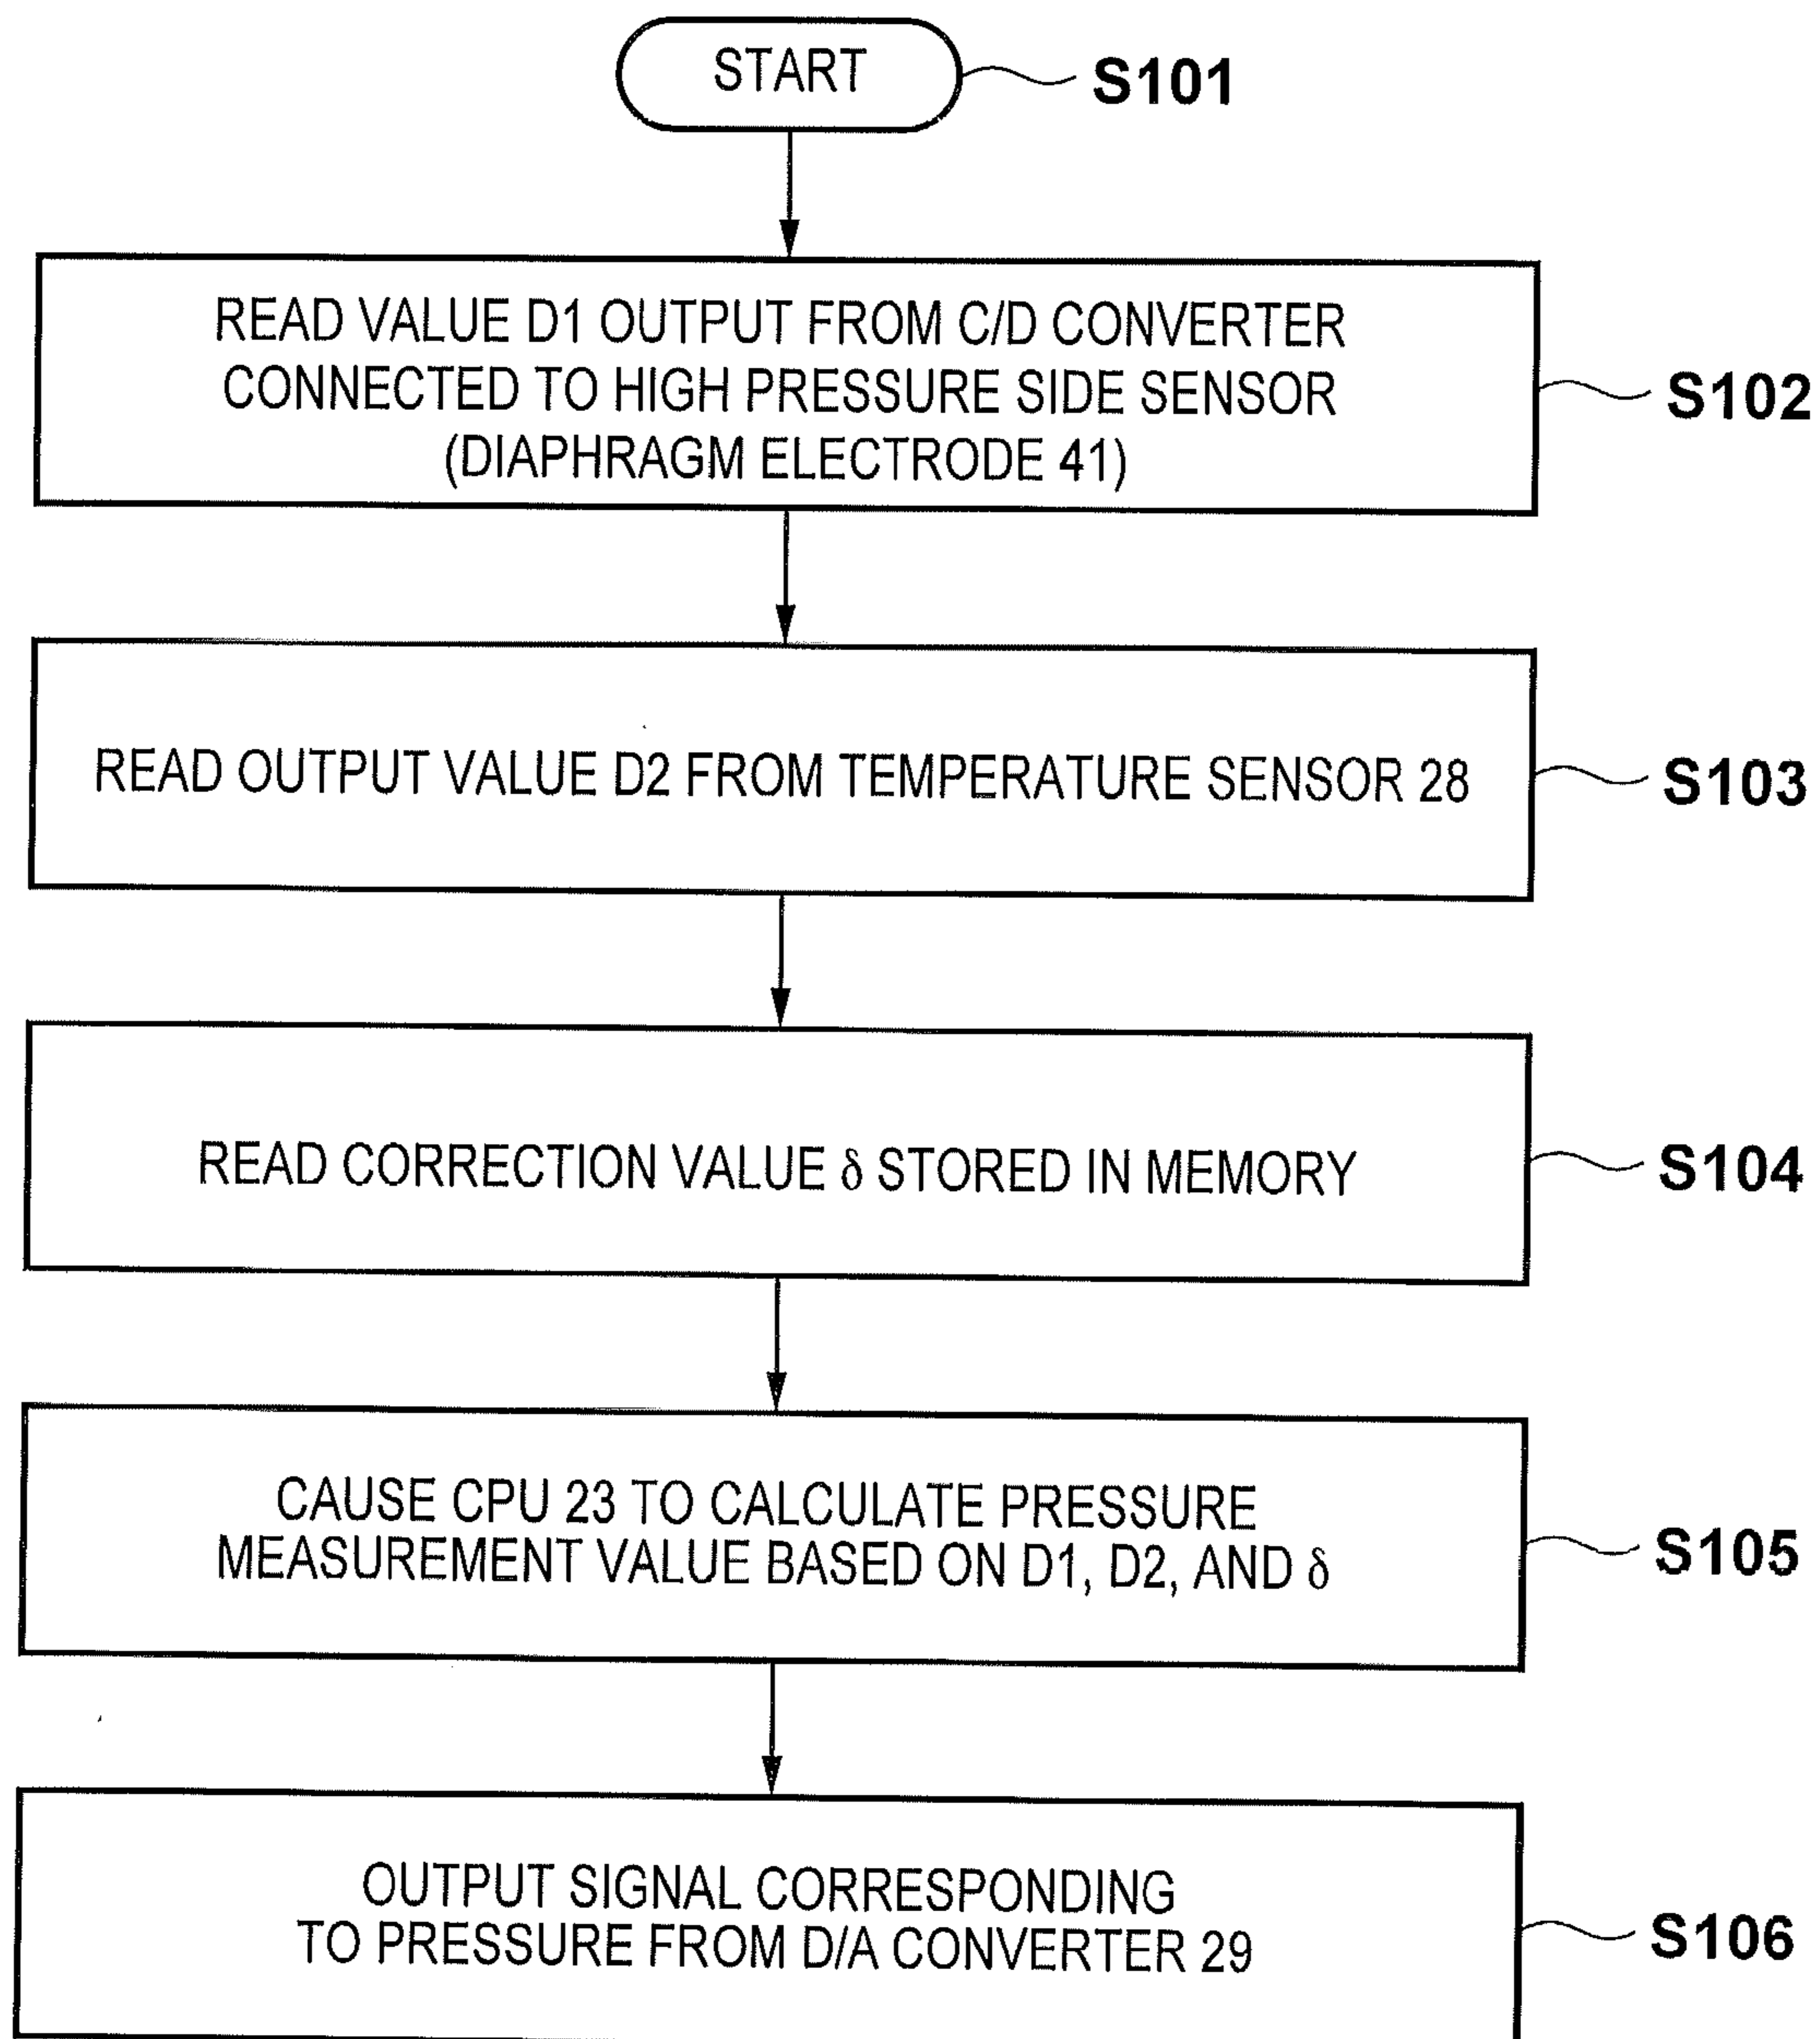 START
S101
READ VALUE D1 OUTPUT FROM C/D CONVERTER
CONNECTED TO HIGH PRESSURE SIDE SENSOR
(DIAPHRAGM ELECTRODE 41)
S102
READ OUTPUT VALUE D2 FROM TEMPERATURE SENSOR 28
S103
READ CORRECTION VALUE δ STORED IN MEMORY
S104
CAUSE CPU 23 TO CALCULATE PRESSURE
MEASUREMENT VALUE BASED ON D1, D2, AND δ
S105
OUTPUT SIGNAL CORRESPONDING
TO PRESSURE FROM D/A CONVERTER 29
S106